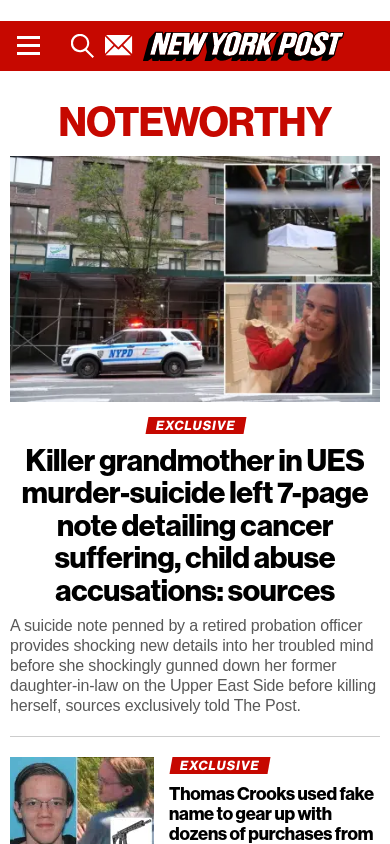 NEW YORK POST
NOTEWORTHY
NYPD
EXCLUSIVE
Killer grandmother in UES
murder-suicide left 7-page
note detailing cancer
suffering, child abuse
accusations: sources
A suicide note penned by a retired probation officer
provides shocking new details into her troubled mind
before she shockingly gunned down her former
daughter-in-law on the Upper East Side before killing
herself, sources exclusively told The Post.
EXCLUSIVE
Thomas Crooks used fake
name to gear up with
dozens of purchases from